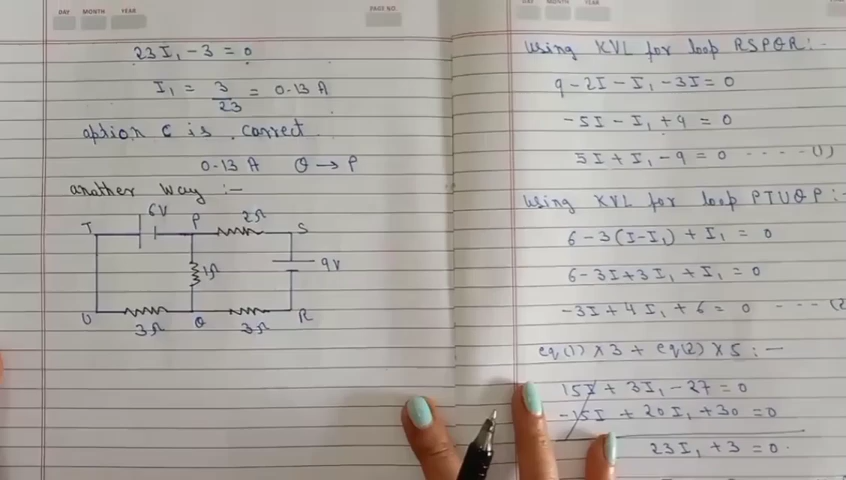 DAY MONTH YEAR PAGE NO.
23I₁ - 3 = 0
I₁ = 3/23 = 0.13 A
option C is correct
0.13 A Q → P
another way :-
6V
T P 2Ω S
1Ω 9V
U 3Ω Q 3Ω R
DAY MONTH YEAR
using KVL for loop RSPQR :-
9 - 2I - I₁ - 3I = 0
-5I - I₁ + 9 = 0
5I + I₁ - 9 = 0 - - - - (1)
using KVL for loop PTUQP :-
6 - 3(I-I₁) + I₁ = 0
6 - 3I + 3I₁ + I₁ = 0
-3I + 4I₁ + 6 = 0 - - - (2
eq(1) × 3 + eq(2) × 5 : —
15I + 3I₁ - 27 = 0
-15I + 20I₁ + 30 = 0
23I₁ + 3 = 0